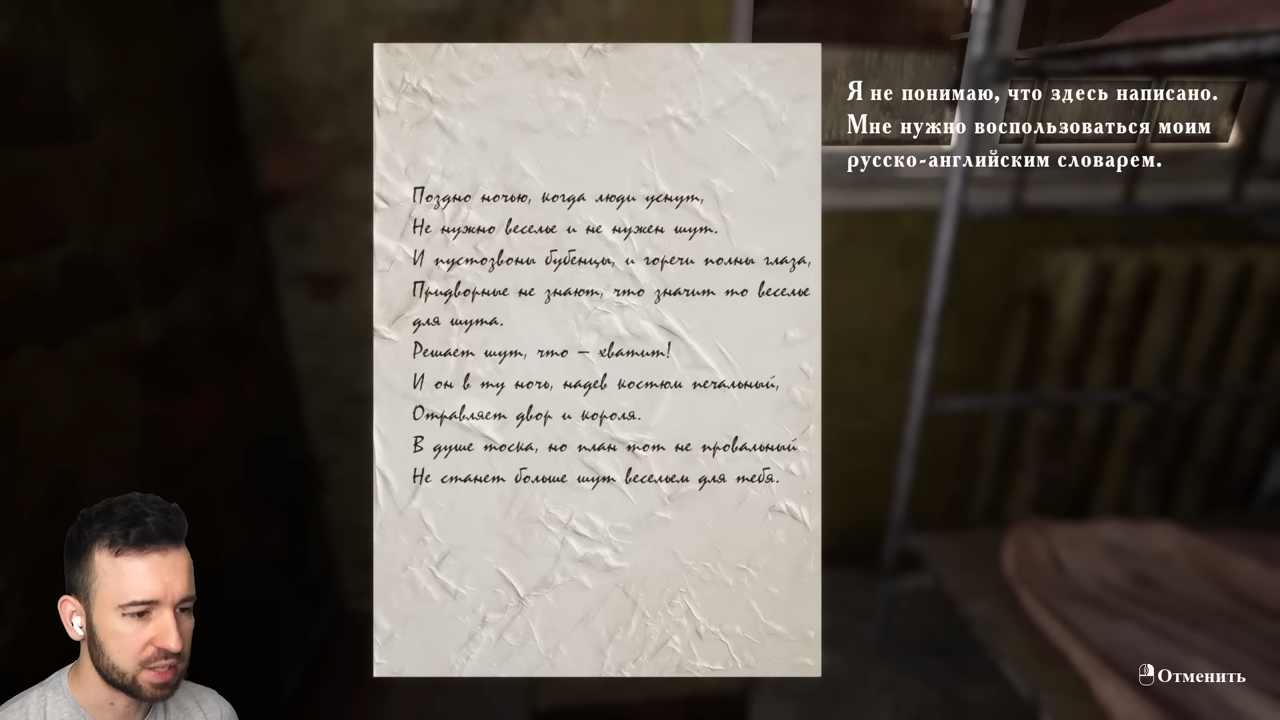 Поздно ночью, когда люди уснут,
Не нужно веселье и не нужен шут.
И пустозвоны бубенцы, и горечи полны глаза,
Придворные не знают, что значит то веселье
для шута.
Решает шут, что – хватит!
И он в ту ночь, надев костюм печальный,
Отравляет двор и короля.
В душе тоска, но план тот не провальный
Не станет больше шут весельем для тебя.
Я не понимаю, что здесь написано.
Мне нужно воспользоваться моим
русско-английским словарем.
Отменить